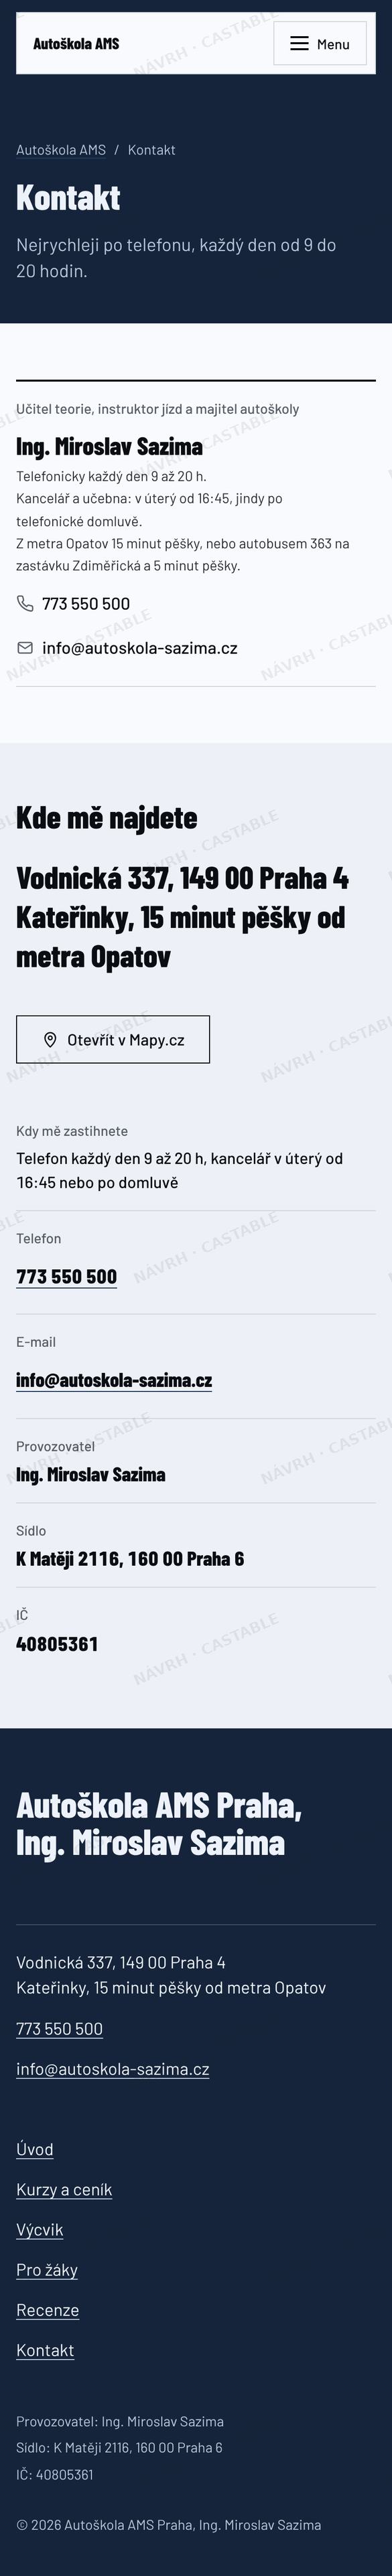 Autoškola AMS
Menu
Autoškola AMS / Kontakt
Kontakt
Nejrychleji po telefonu, každý den od 9 do
20 hodin.
Učitel teorie, instruktor jízd a majitel autoškoly
Ing. Miroslav Sazima
Telefonicky každý den 9 až 20 h.
Kancelář a učebna: v úterý od 16:45, jindy po
telefonické domluvě.
Z metra Opatov 15 minut pěšky, nebo autobusem 363 na
zastávku Zdiměřická a 5 minut pěšky.
773 550 500
info@autoskola-sazima.cz
Kde mě najdete
Vodnická 337, 149 00 Praha 4
Kateřinky, 15 minut pěšky od
metra Opatov
Otevřít v Mapy.cz
Kdy mě zastihnete
Telefon každý den 9 až 20 h, kancelář v úterý od
16:45 nebo po domluvě
Telefon
773 550 500
E-mail
info@autoskola-sazima.cz
Provozovatel
Ing. Miroslav Sazima
Sídlo
K Matěji 2116, 160 00 Praha 6
IČ
40805361
Autoškola AMS Praha,
Ing. Miroslav Sazima
Vodnická 337, 149 00 Praha 4
Kateřinky, 15 minut pěšky od metra Opatov
773 550 500
info@autoskola-sazima.cz
Úvod
Kurzy a ceník
Výcvik
Pro žáky
Recenze
Kontakt
Provozovatel: Ing. Miroslav Sazima
Sídlo: K Matěji 2116, 160 00 Praha 6
IČ: 40805361
© 2026 Autoškola AMS Praha, Ing. Miroslav Sazima
NÁVRH · CASTABLE